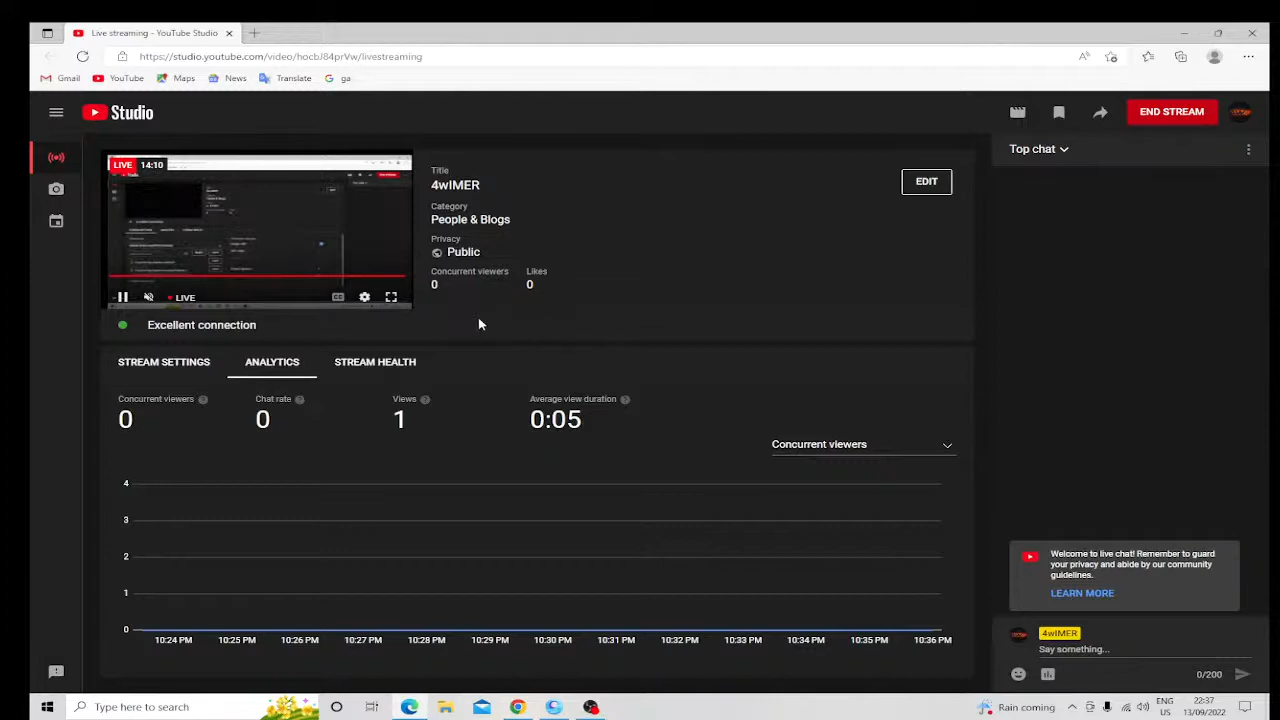 Live streaming - YouTube Studio
https://studio.youtube.com/video/hocbJ84prVw/livestreaming
Gmail YouTube Maps News Translate ga
Studio
END STREAM
Top chat
LIVE 14:10
LIVE
Title
4wIMER
EDIT
Category
People & Blogs
Privacy
Public
Concurrent viewers Likes
0 0
Excellent connection
STREAM SETTINGS ANALYTICS STREAM HEALTH
Concurrent viewers Chat rate Views Average view duration
0 0 1 0:05
Concurrent viewers
4
3
2
1
0
10:24 PM 10:25 PM 10:26 PM 10:27 PM 10:28 PM 10:29 PM 10:30 PM 10:31 PM 10:32 PM 10:33 PM 10:34 PM 10:35 PM 10:36 PM
Welcome to live chat! Remember to guard
your privacy and abide by our community
guidelines.
LEARN MORE
4wIMER
Say something...
0/200
Type here to search
Rain coming
ENG
US
22:37
13/09/2022